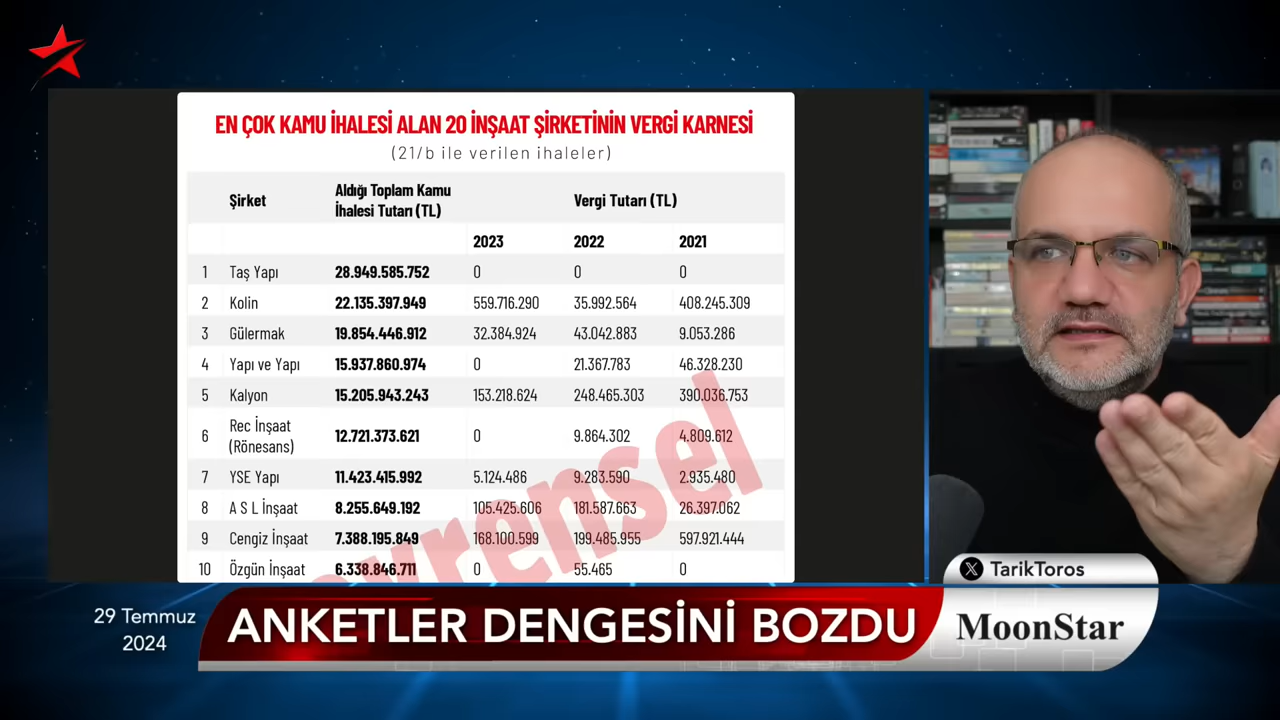 EN ÇOK KAMU İHALESİ ALAN 20 İNŞAAT ŞİRKETİNİN VERGİ KARNESİ
(21/b ile verilen ihaleler)
Şirket Aldığı Toplam Kamu İhalesi Tutarı (TL) Vergi Tutarı (TL)
2023 2022 2021
1 Taş Yapı 28.949.585.752 0 0 0
2 Kolin 22.135.397.949 559.716.290 35.992.564 408.245.309
3 Gülermak 19.854.446.912 32.384.924 43.042.883 9.053.286
4 Yapı ve Yapı 15.937.860.974 0 21.367.783 46.328.230
5 Kalyon 15.205.943.243 153.218.624 248.465.303 390.036.753
6 Rec İnşaat (Rönesans) 12.721.373.621 0 9.864.302 4.809.612
7 YSE Yapı 11.423.415.992 5.124.486 9.283.590 2.935.480
8 A S L İnşaat 8.255.649.192 105.425.606 181.587.663 26.397.062
9 Cengiz İnşaat 7.388.195.849 168.100.599 199.485.955 597.921.444
10 Özgün İnşaat 6.338.846.711 0 55.465 0
evrensel
X TarikToros
29 Temmuz
2024
ANKETLER DENGESİNİ BOZDU
MoonStar